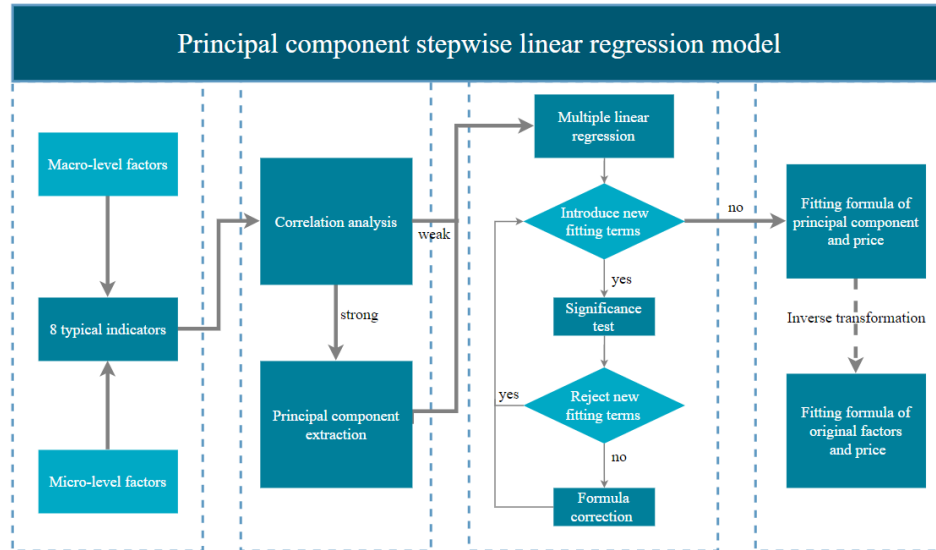 Principal component stepwise linear regression model
Macro-level factors
8 typical indicators
Micro-level factors
Correlation analysis
weak
strong
Principal component
extraction
Multiple linear
regression
Introduce new
fitting terms
no
yes
Significance
test
Reject new
fitting terms
yes
no
Formula
correction
Fitting formula of
principal component
and price
Inverse transformation
Fitting formula of
original factors
and price